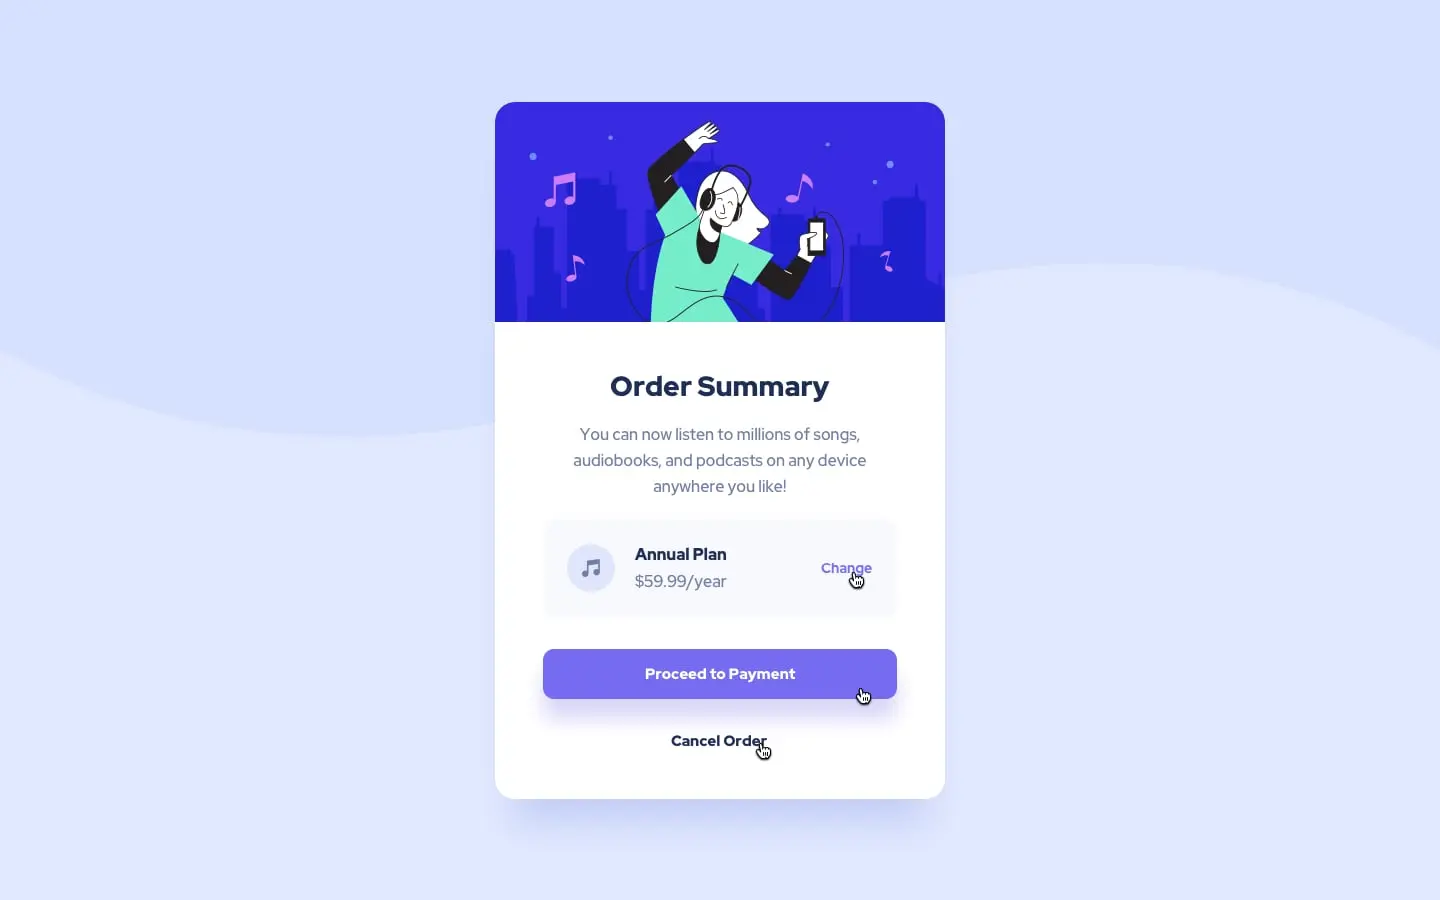 Order Summary
You can now listen to millions of songs,
audiobooks, and podcasts on any device
anywhere you like!
Annual Plan
$59.99/year
Change
Proceed to Payment
Cancel Order